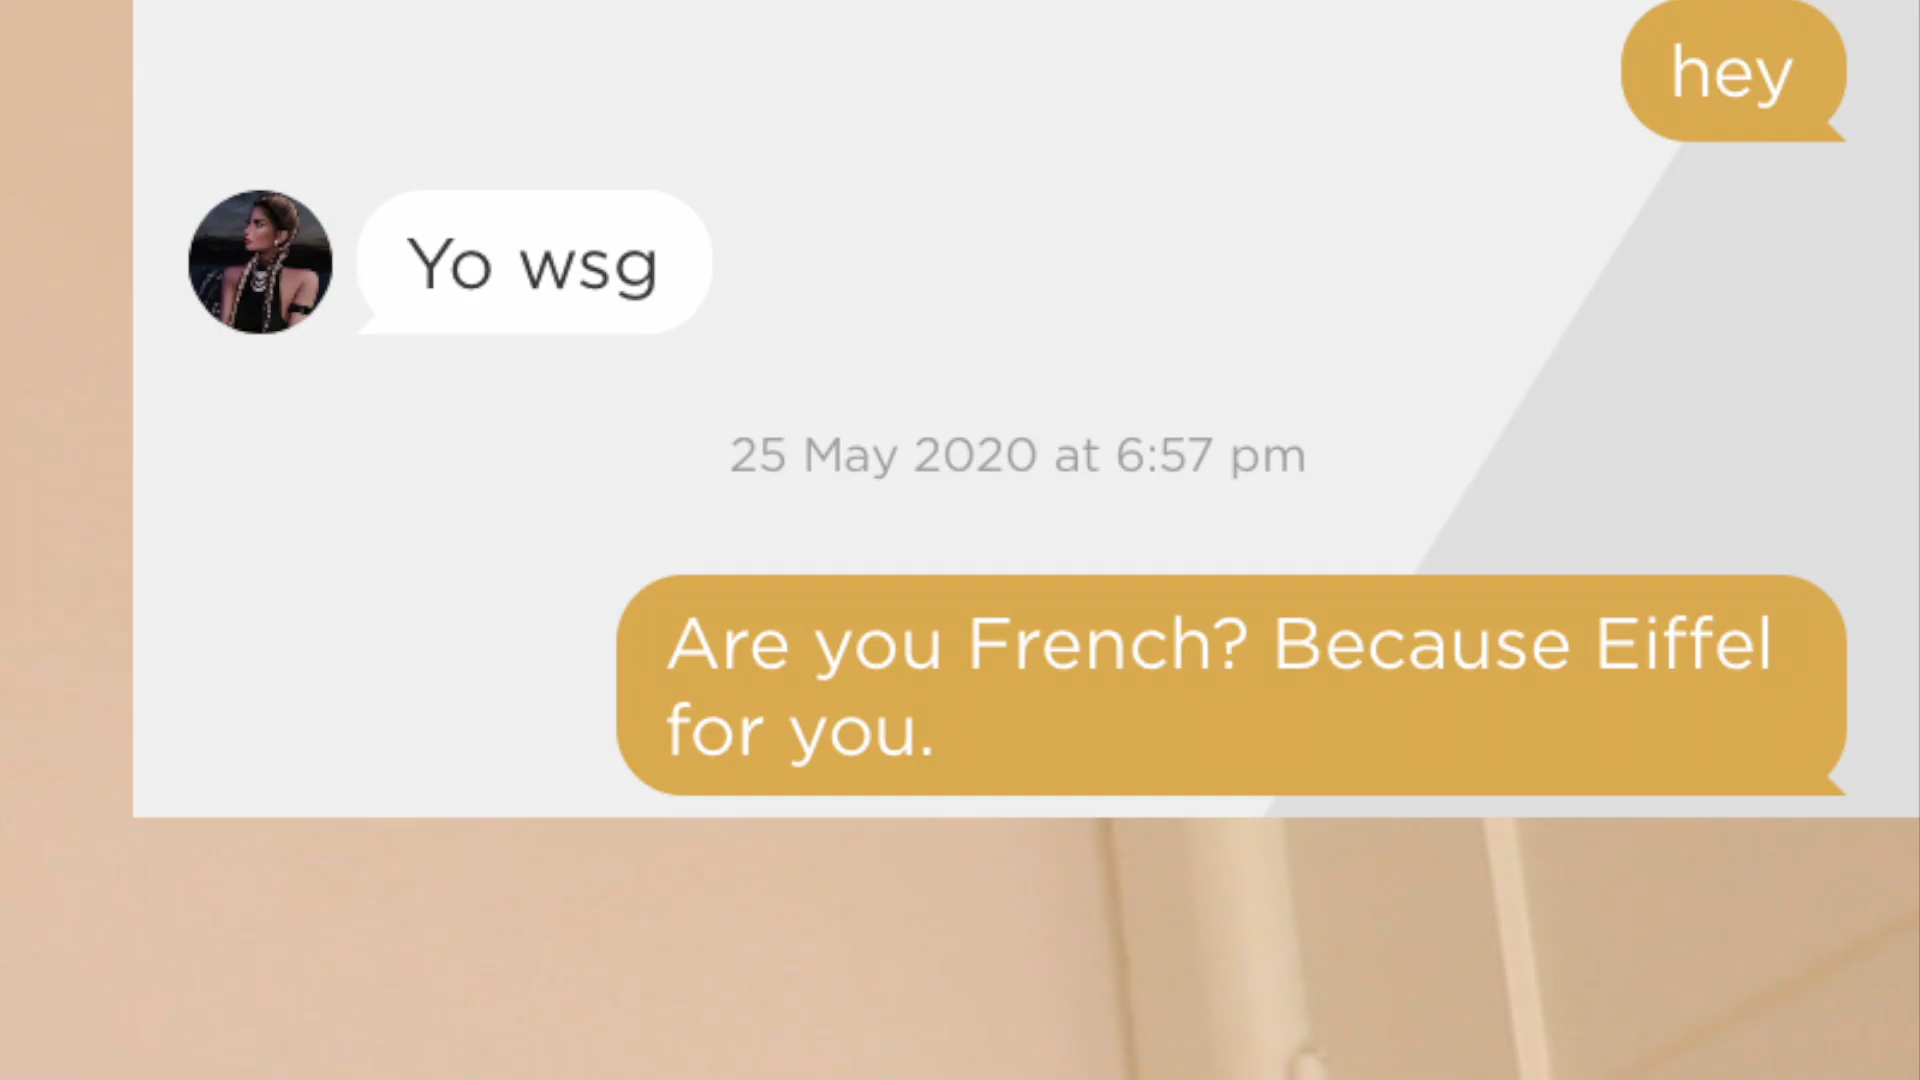 hey
Yo wsg
25 May 2020 at 6:57 pm
Are you French? Because Eiffel
for you.